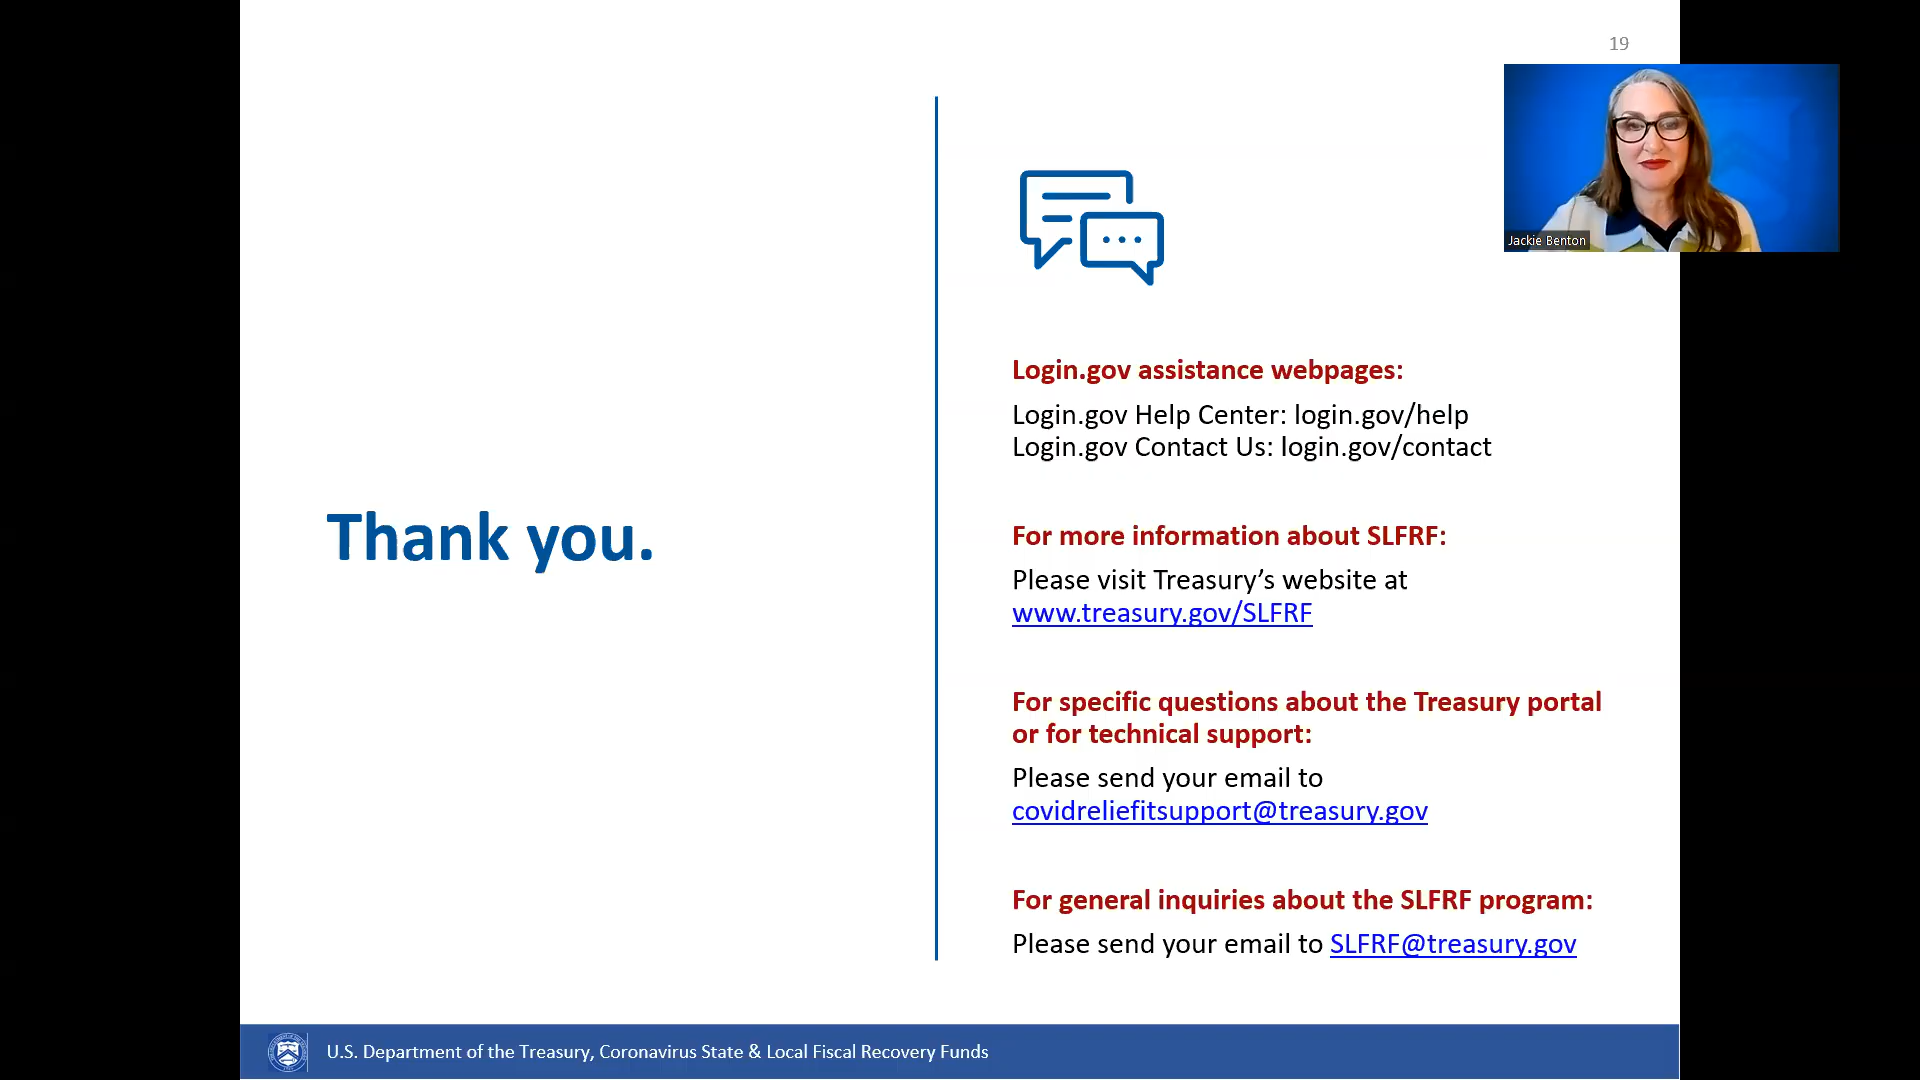 19
Jackie Benton
Thank you.
Login.gov assistance webpages:
Login.gov Help Center: login.gov/help
Login.gov Contact Us: login.gov/contact
For more information about SLFRF:
Please visit Treasury’s website at
www.treasury.gov/SLFRF
For specific questions about the Treasury portal
or for technical support:
Please send your email to
covidreliefitsupport@treasury.gov
For general inquiries about the SLFRF program:
Please send your email to SLFRF@treasury.gov
U.S. Department of the Treasury, Coronavirus State & Local Fiscal Recovery Funds